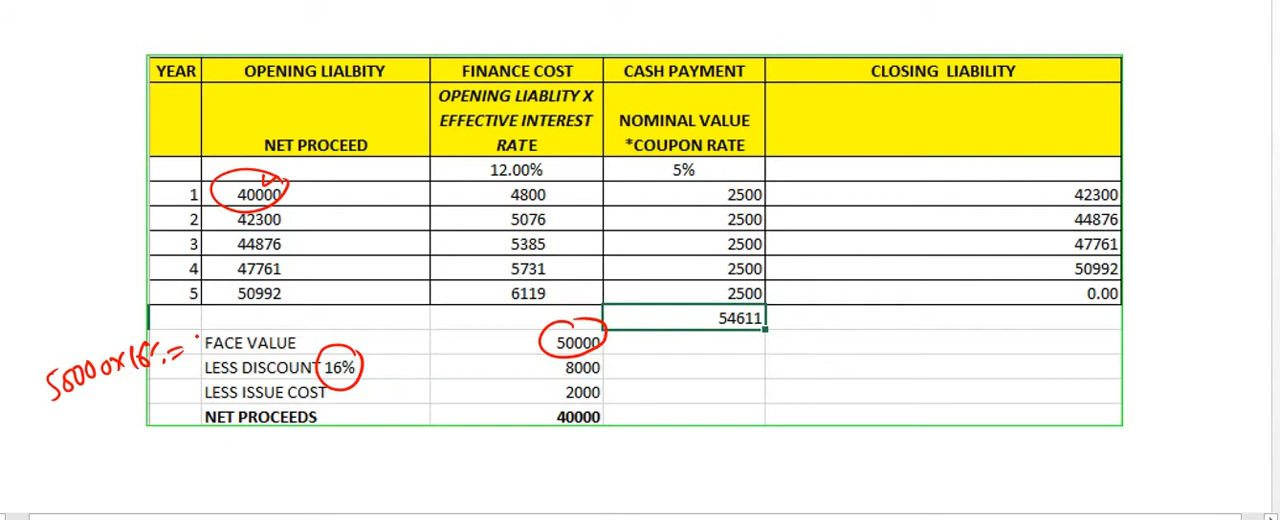 YEAR OPENING LIALBITY FINANCE COST CASH PAYMENT CLOSING LIABILITY
OPENING LIABLITY X
EFFECTIVE INTEREST NOMINAL VALUE
NET PROCEED RATE *COUPON RATE
12.00% 5%
1 40000 4800 2500 42300
2 42300 5076 2500 44876
3 44876 5385 2500 47761
4 47761 5731 2500 50992
5 50992 6119 2500 0.00
54611
FACE VALUE 50000
50000x16%=
LESS DISCOUNT 16% 8000
LESS ISSUE COST 2000
NET PROCEEDS 40000